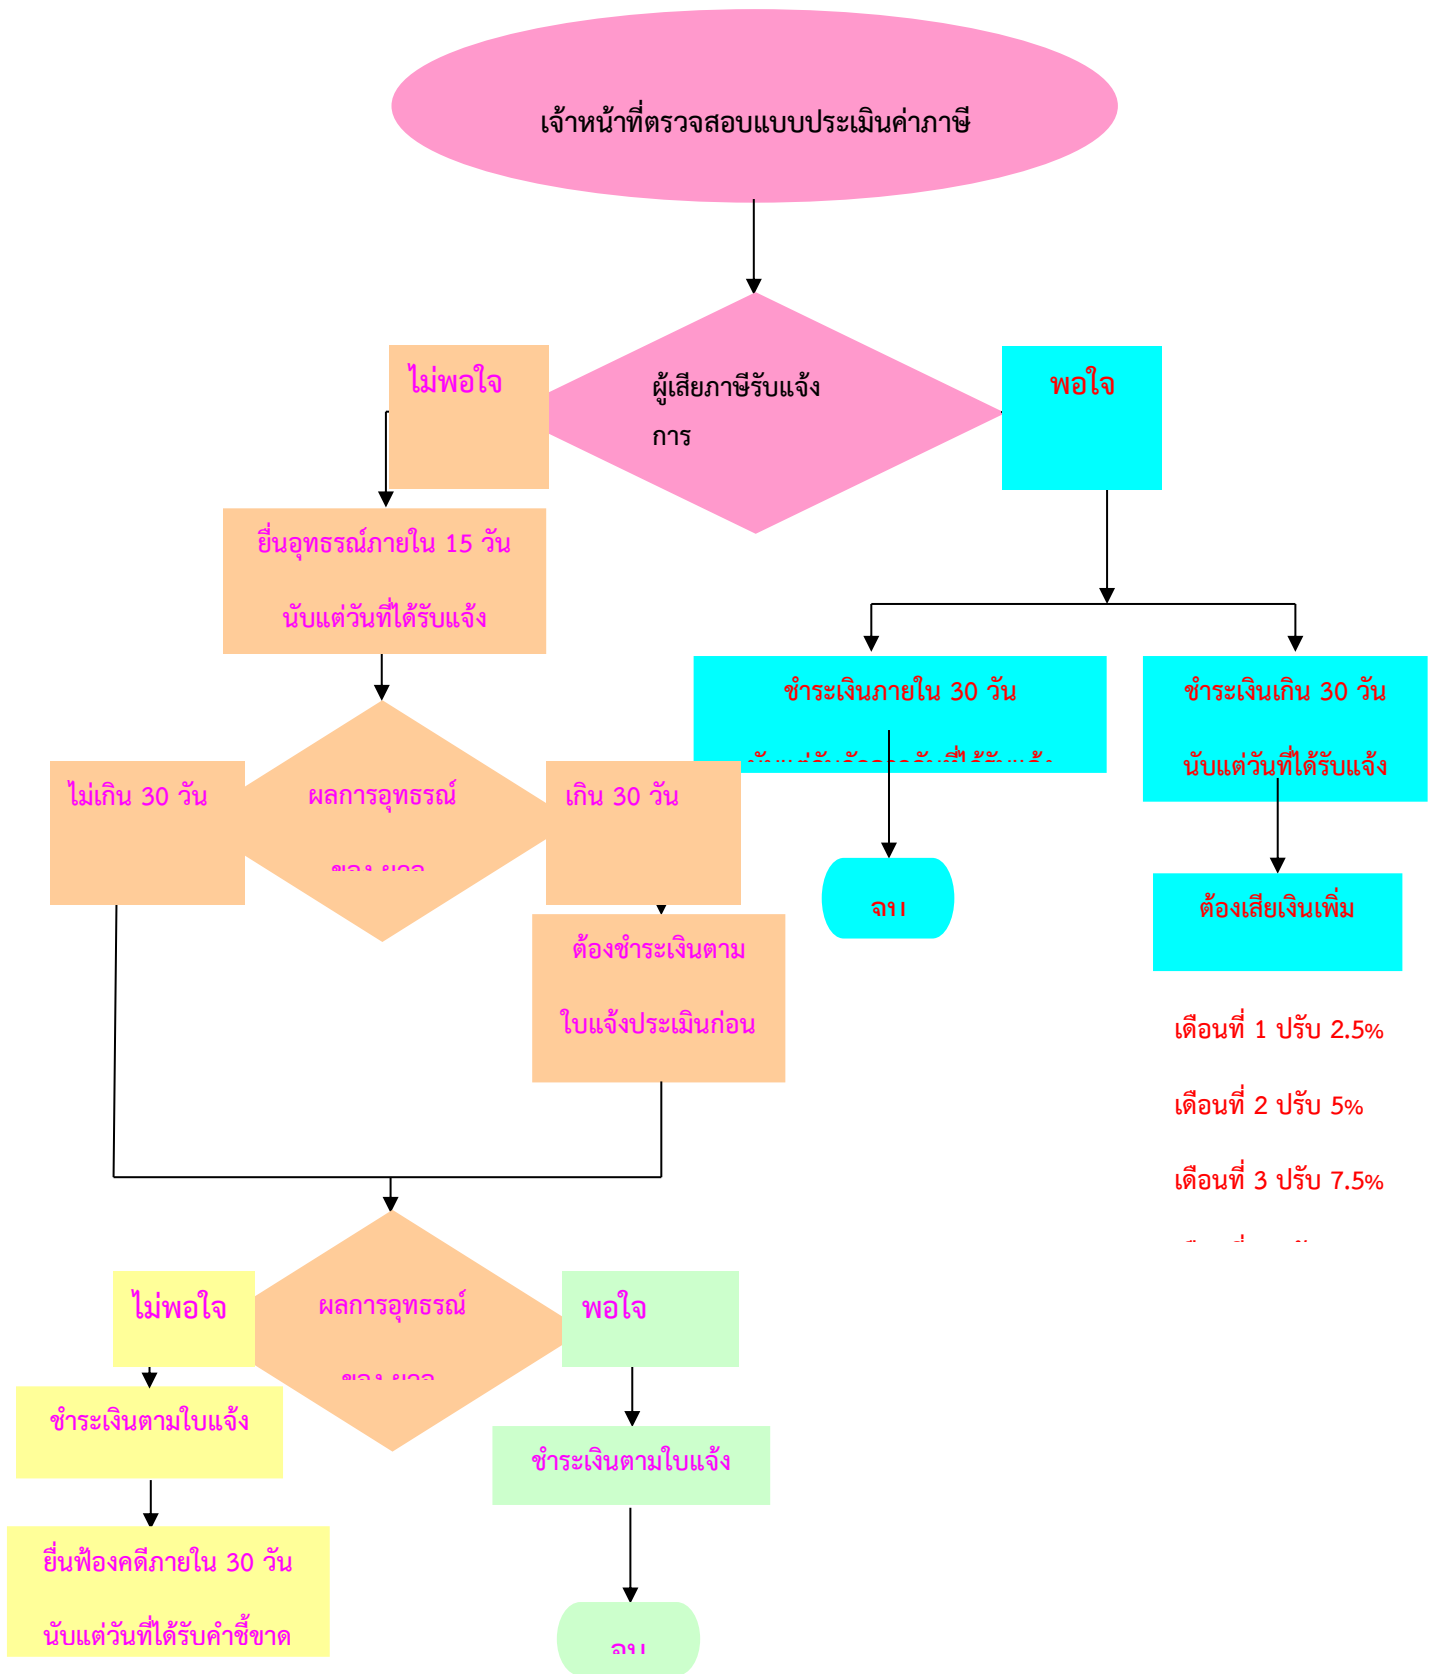 เจ้าหน้าที่ตรวจสอบแบบประเมินค่าภาษี
ผู้เสียภาษีรับแจ้ง
การ
ไม่พอใจ
พอใจ
ยื่นอุทธรณ์ภายใน 15 วัน
นับแต่วันที่ได้รับแจ้ง
ชำระเงินภายใน 30 วัน
ชำระเงินเกิน 30 วัน
นับแต่วันที่ได้รับแจ้ง
ไม่เกิน 30 วัน
ผลการอุทธรณ์
เกิน 30 วัน
ต้องเสียเงินเพิ่ม
ต้องชำระเงินตาม
ใบแจ้งประเมินก่อน
เดือนที่ 1 ปรับ 2.5%
เดือนที่ 2 ปรับ 5%
เดือนที่ 3 ปรับ 7.5%
ไม่พอใจ
ผลการอุทธรณ์
พอใจ
ชำระเงินตามใบแจ้ง
ชำระเงินตามใบแจ้ง
ยื่นฟ้องคดีภายใน 30 วัน
นับแต่วันที่ได้รับคำชี้ขาด